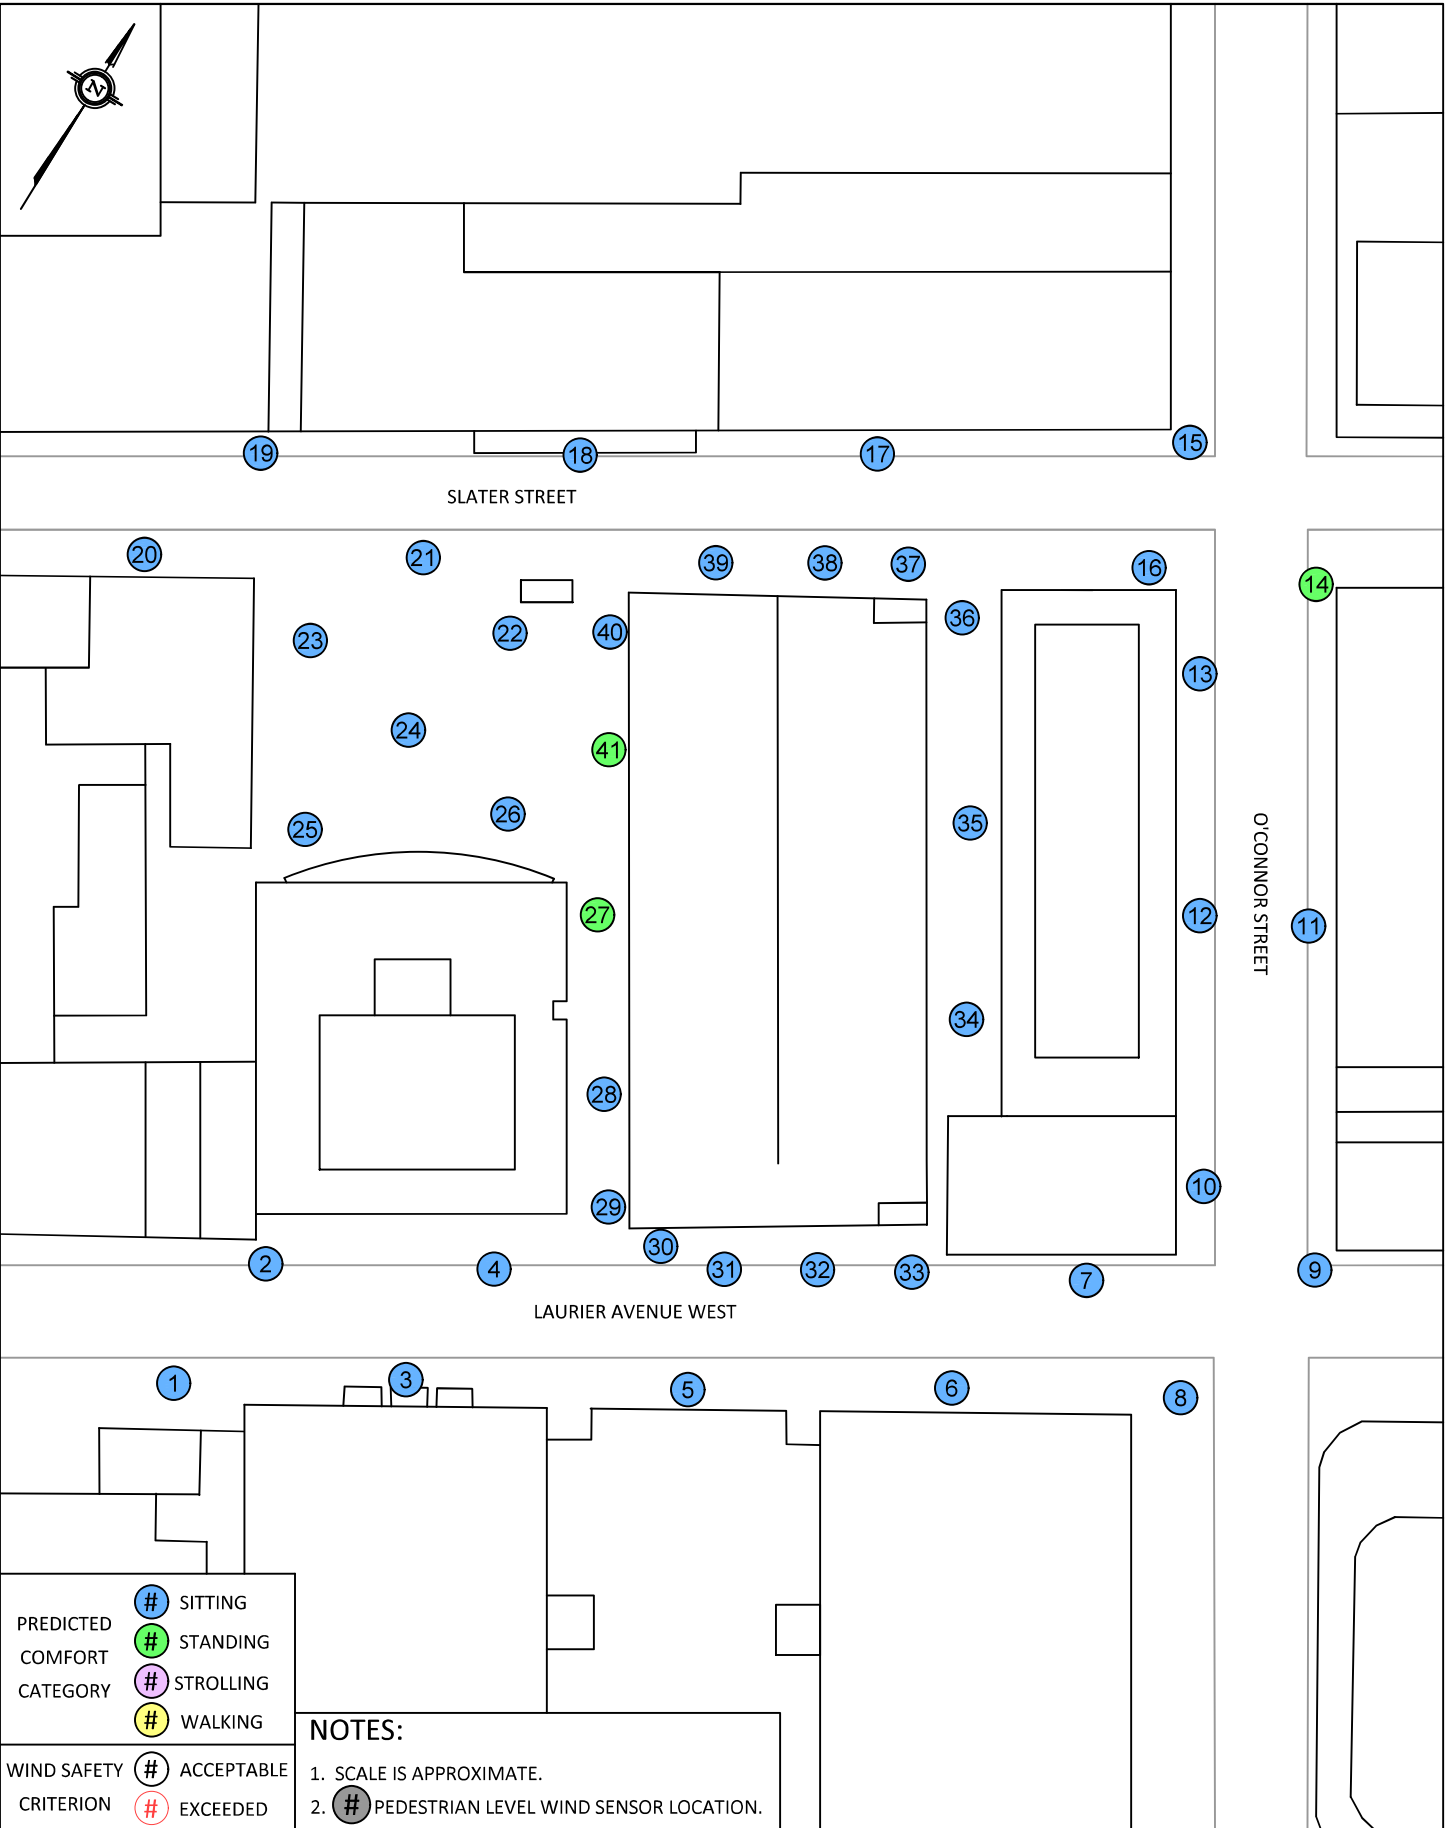 N
19
18
17
15
SLATER STREET
20
21
39
38
37
16
14
23
22
40
36
13
24
41
25
26
35
27
12
11
O'CONNOR STREET
34
28
29
10
30
2
4
31
32
33
7
9
LAURIER AVENUE WEST
1
3
5
6
8
PREDICTED
COMFORT
CATEGORY
# SITTING
# STANDING
# STROLLING
# WALKING
WIND SAFETY
CRITERION
# ACCEPTABLE
# EXCEEDED
NOTES:
1. SCALE IS APPROXIMATE.
2. # PEDESTRIAN LEVEL WIND SENSOR LOCATION.